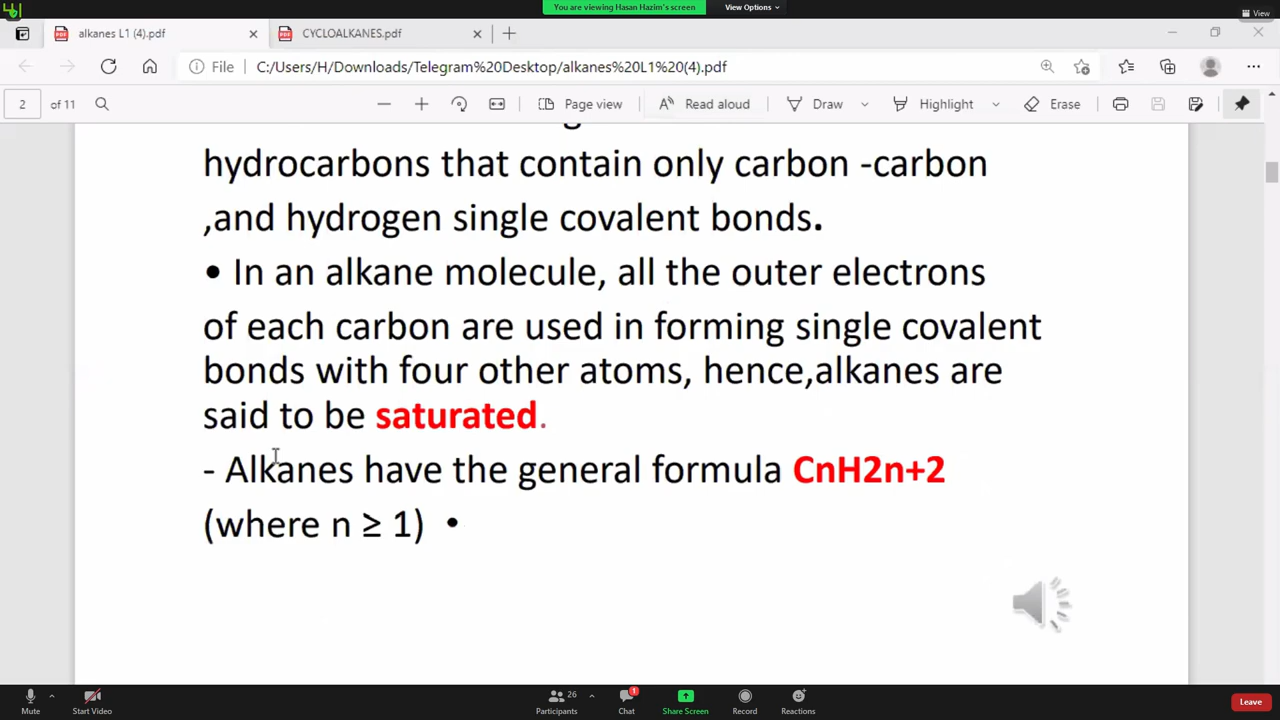 You are viewing Hasan Hazim's screen
View Options
View
alkanes L1 (4).pdf
CYCLOALKANES.pdf
File
C:/Users/H/Downloads/Telegram%20Desktop/alkanes%20L1%20(4).pdf
2
of 11
Page view
Read aloud
Draw
Highlight
Erase
hydrocarbons that contain only carbon -carbon
,and hydrogen single covalent bonds.
• In an alkane molecule, all the outer electrons
of each carbon are used in forming single covalent
bonds with four other atoms, hence,alkanes are
said to be saturated.
- Alkanes have the general formula CnH2n+2
(where n ≥ 1) •
Mute
Start Video
26
Participants
1
Chat
Share Screen
Record
Reactions
Leave